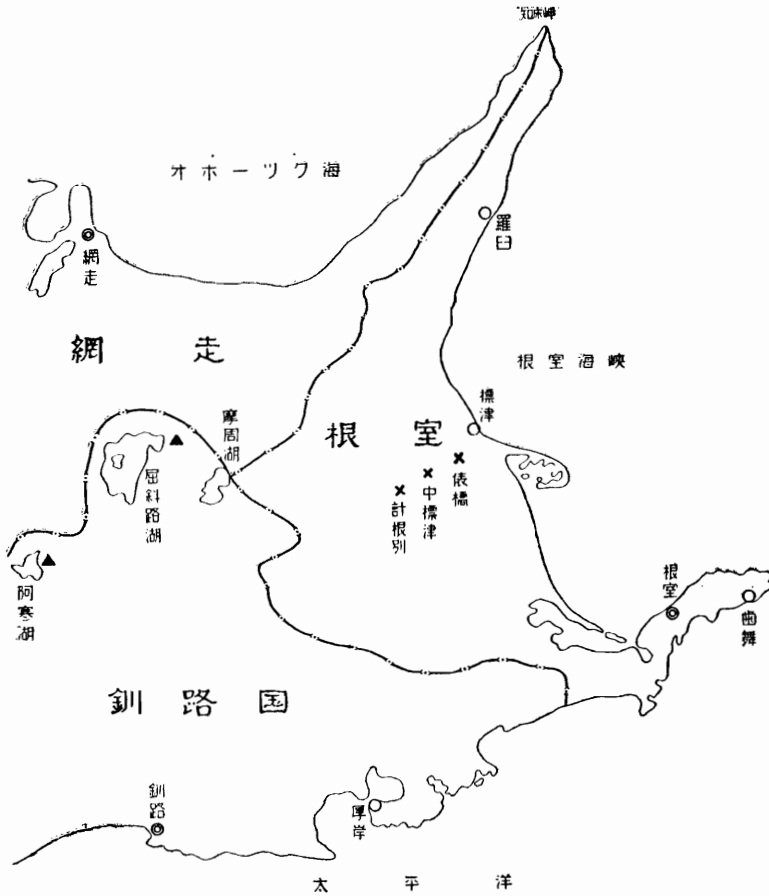 知床岬
オホーツク海
羅臼
網走
網走
根室海峡
摩周湖
標津
根室
俵橋
中標津
計根別
屈斜路湖
阿寒湖
根室
歯舞
釧路国
釧路
厚岸
太平洋